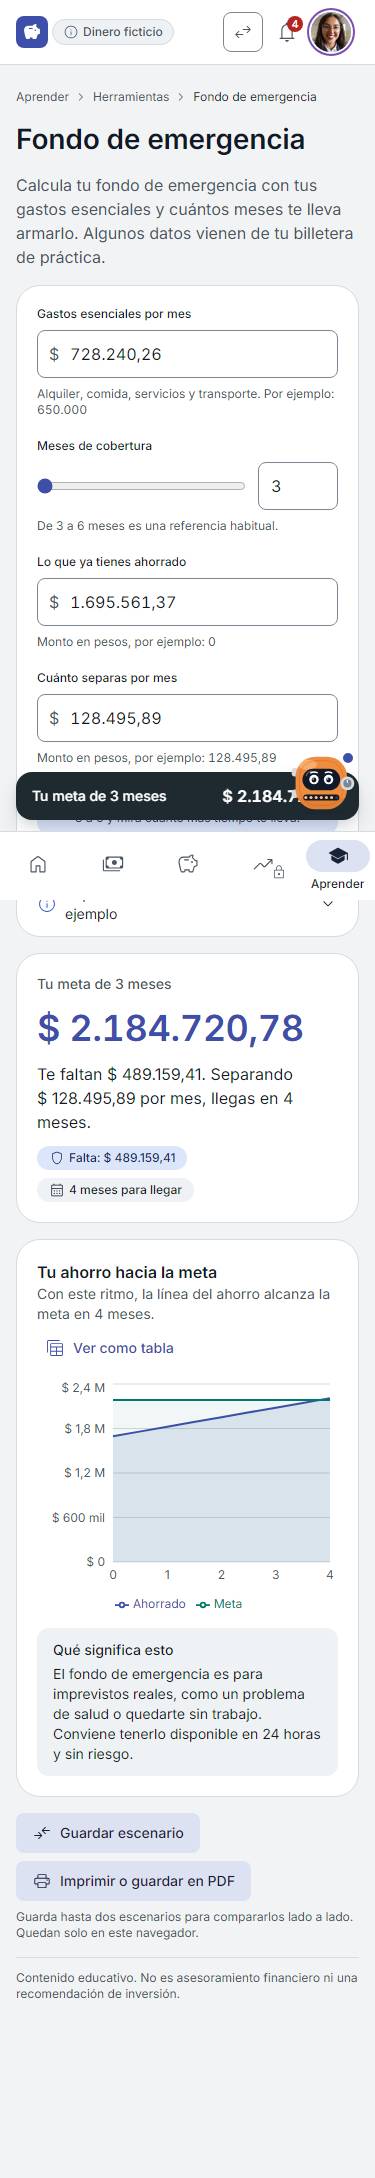 Dinero ficticio
4
Aprender > Herramientas > Fondo de emergencia
Fondo de emergencia
Calcula tu fondo de emergencia con tus
gastos esenciales y cuántos meses te lleva
armarlo. Algunos datos vienen de tu billetera
de práctica.
Gastos esenciales por mes
$ 728.240,26
Alquiler, comida, servicios y transporte. Por ejemplo:
650.000
Meses de cobertura
3
De 3 a 6 meses es una referencia habitual.
Lo que ya tienes ahorrado
$ 1.695.561,37
Monto en pesos, por ejemplo: 0
Cuánto separas por mes
$ 128.495,89
Monto en pesos, por ejemplo: 128.495,89
Tu meta de 3 meses $ 2.184.7
Aprender
ejemplo
Tu meta de 3 meses
$ 2.184.720,78
Te faltan $ 489.159,41. Separando
$ 128.495,89 por mes, llegas en 4
meses.
Falta: $ 489.159,41
4 meses para llegar
Tu ahorro hacia la meta
Con este ritmo, la línea del ahorro alcanza la
meta en 4 meses.
Ver como tabla
$ 2,4 M
$ 1,8 M
$ 1,2 M
$ 600 mil
$ 0
0 1 2 3 4
Ahorrado Meta
Qué significa esto
El fondo de emergencia es para
imprevistos reales, como un problema
de salud o quedarte sin trabajo.
Conviene tenerlo disponible en 24 horas
y sin riesgo.
Guardar escenario
Imprimir o guardar en PDF
Guarda hasta dos escenarios para compararlos lado a lado.
Quedan solo en este navegador.
Contenido educativo. No es asesoramiento financiero ni una
recomendación de inversión.